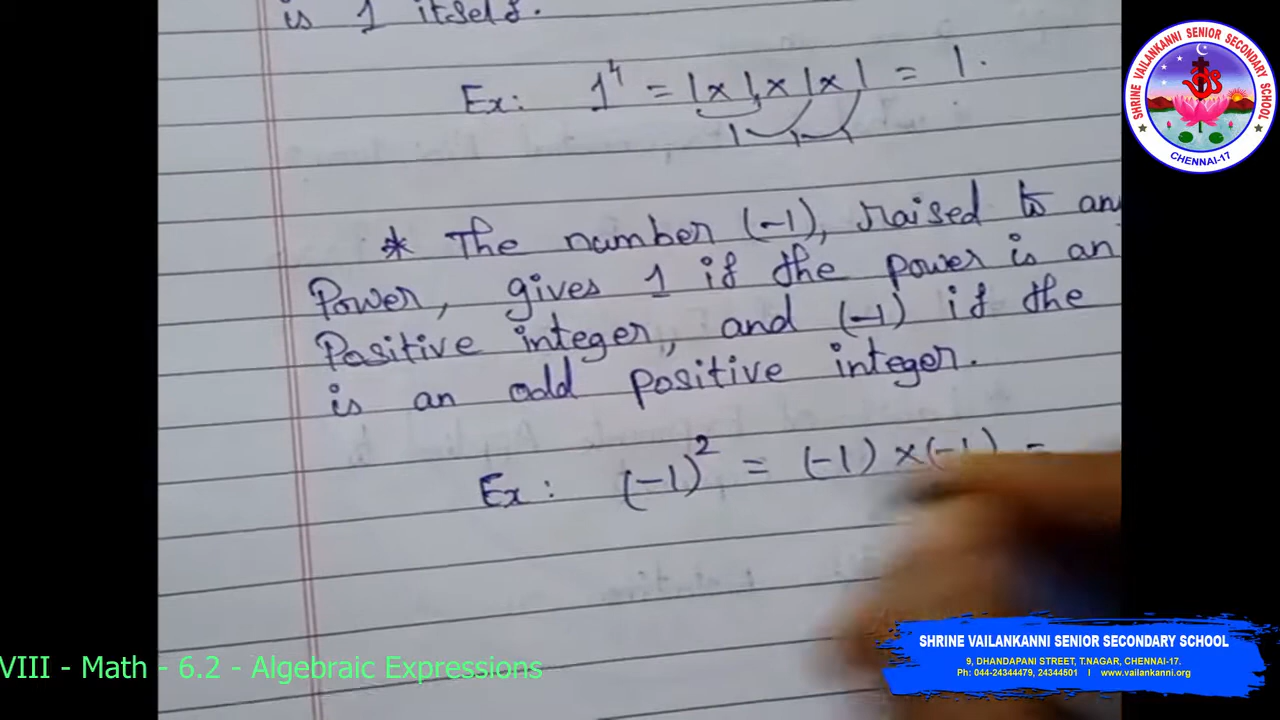 is 1 itself.
Ex: 1⁴ = 1 x 1 x 1 x 1 = 1.
1 1 1
* The number (-1), raised to any
Power, gives 1 if the power is an
Positive integer, and (-1) if the
is an odd positive integer.
Ex: (-1)² = (-1) x (-1) =
SHRINE VAILANKANNI SENIOR SECONDARY SCHOOL
CHENNAI-17
VIII - Math - 6.2 - Algebraic Expressions
SHRINE VAILANKANNI SENIOR SECONDARY SCHOOL
9, DHANDAPANI STREET, T.NAGAR, CHENNAI-17.
Ph: 044-24344479, 24344501 I www.vailankanni.org